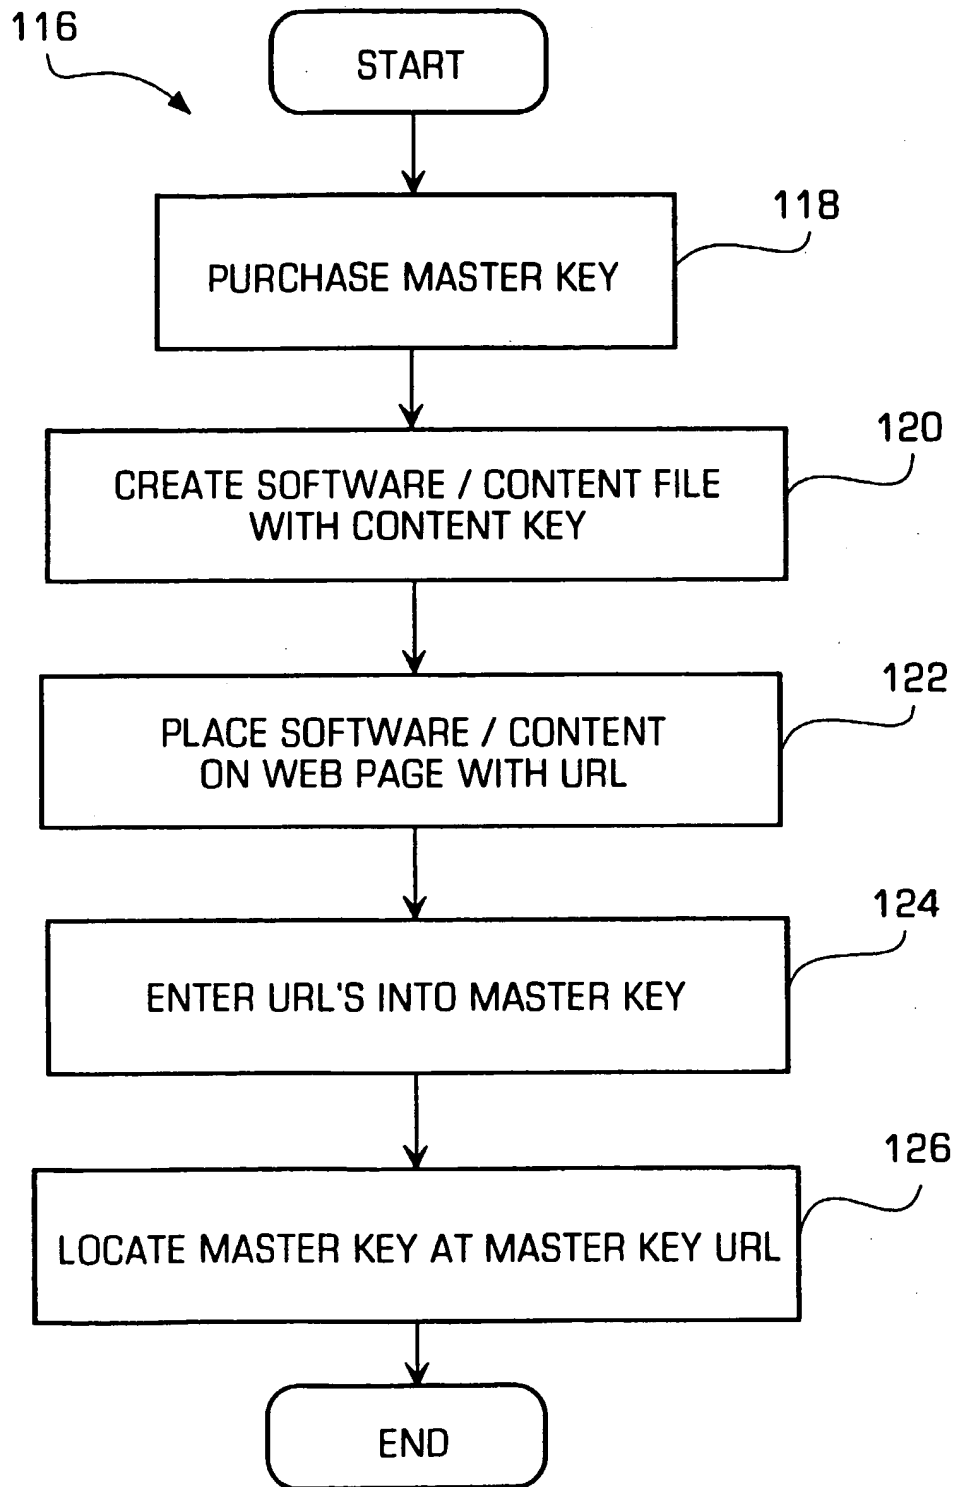 116
START
118
PURCHASE MASTER KEY
120
CREATE SOFTWARE / CONTENT FILE
WITH CONTENT KEY
122
PLACE SOFTWARE / CONTENT
ON WEB PAGE WITH URL
124
ENTER URL'S INTO MASTER KEY
126
LOCATE MASTER KEY AT MASTER KEY URL
END